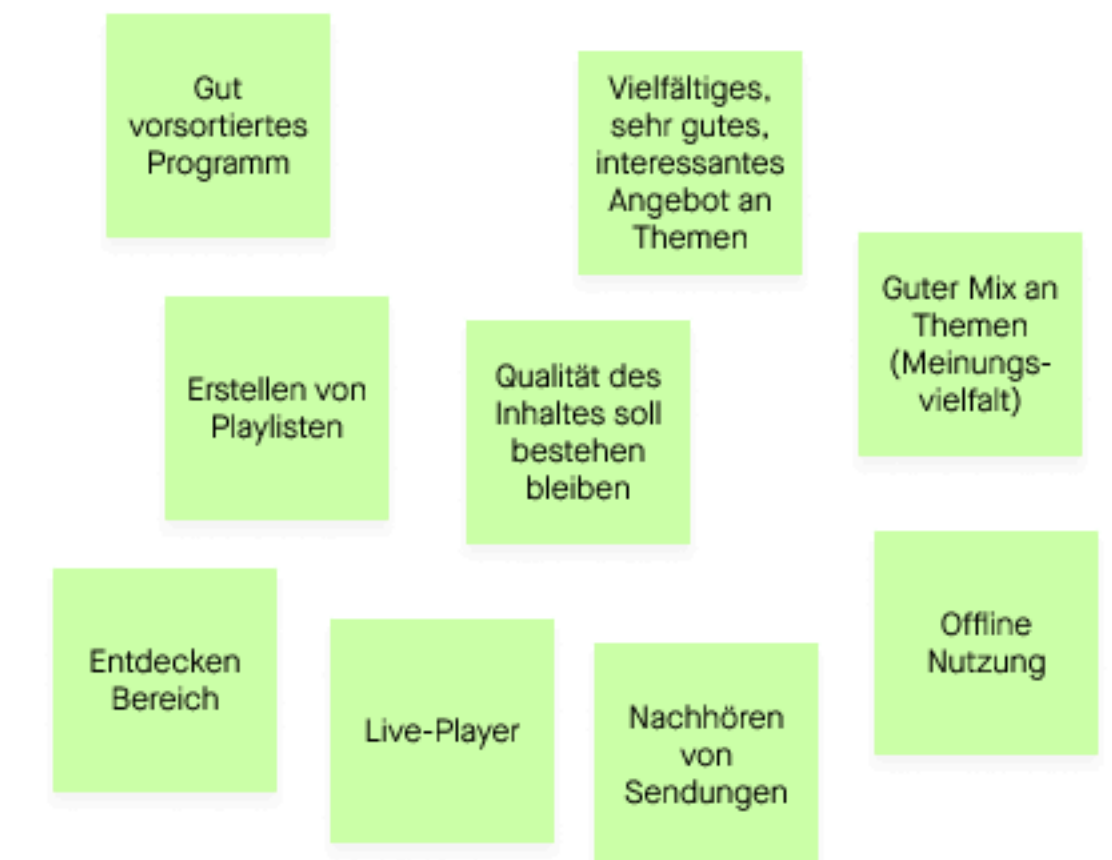 Gut
vorsortiertes
Programm
Vielfältiges,
sehr gutes,
interessantes
Angebot an
Themen
Guter Mix an
Themen
(Meinungs-
vielfalt)
Erstellen von
Playlisten
Qualität des
Inhaltes soll
bestehen
bleiben
Entdecken
Bereich
Live-Player
Nachhören
von
Sendungen
Offline
Nutzung